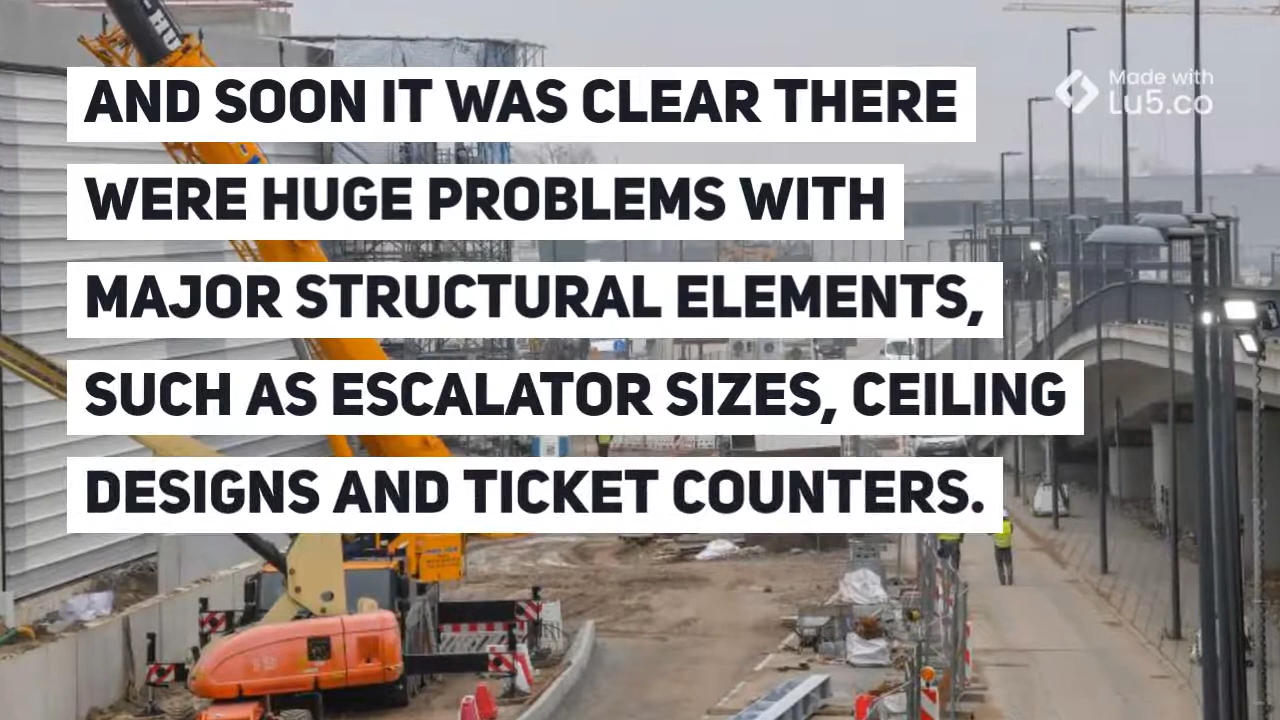 AND SOON IT WAS CLEAR THERE
WERE HUGE PROBLEMS WITH
MAJOR STRUCTURAL ELEMENTS,
SUCH AS ESCALATOR SIZES, CEILING
DESIGNS AND TICKET COUNTERS.
Made with
Lu5.co